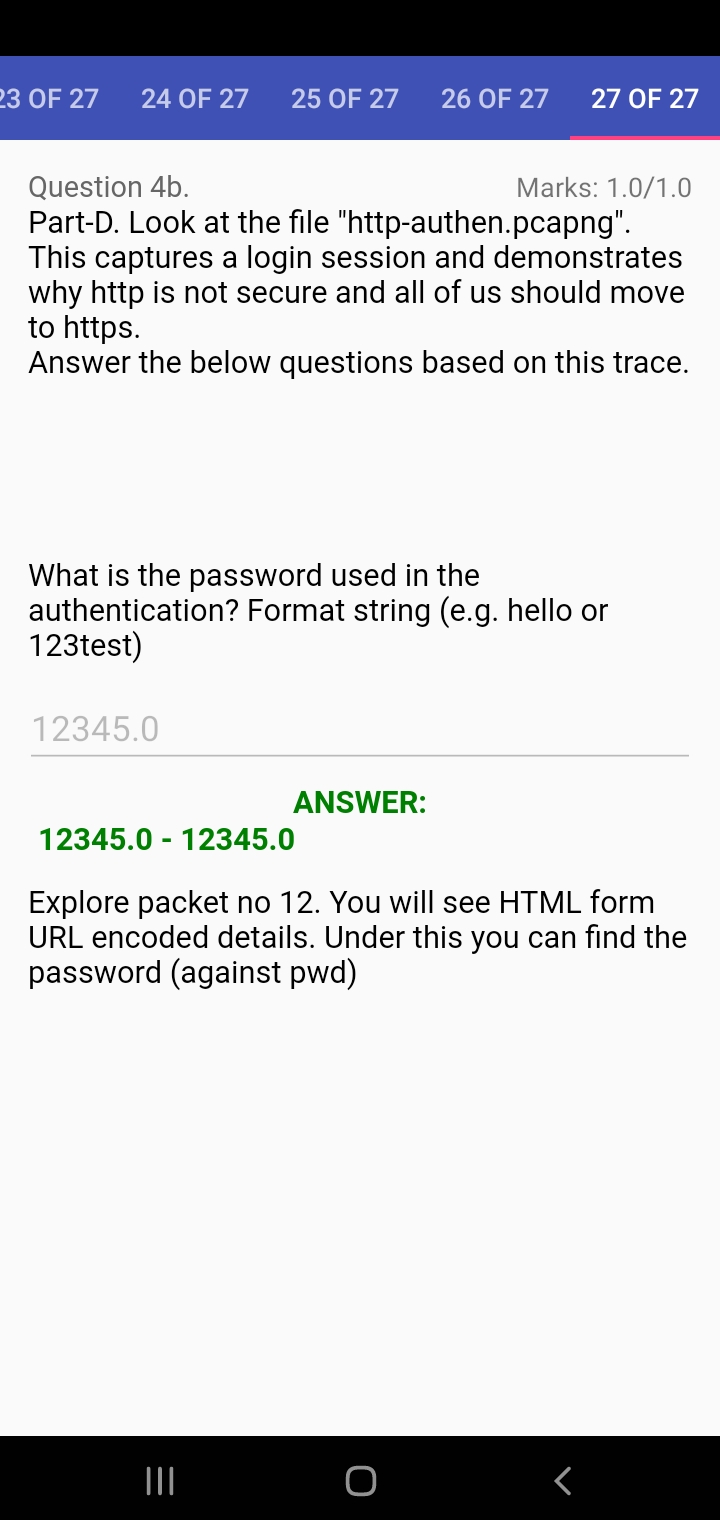 23 OF 27 24 OF 27 25 OF 27 26 OF 27 27 OF 27
Question 4b. Marks: 1.0/1.0
Part-D. Look at the file "http-authen.pcapng".
This captures a login session and demonstrates
why http is not secure and all of us should move
to https.
Answer the below questions based on this trace.
What is the password used in the
authentication? Format string (e.g. hello or
123test)
12345.0
ANSWER:
12345.0 - 12345.0
Explore packet no 12. You will see HTML form
URL encoded details. Under this you can find the
password (against pwd)